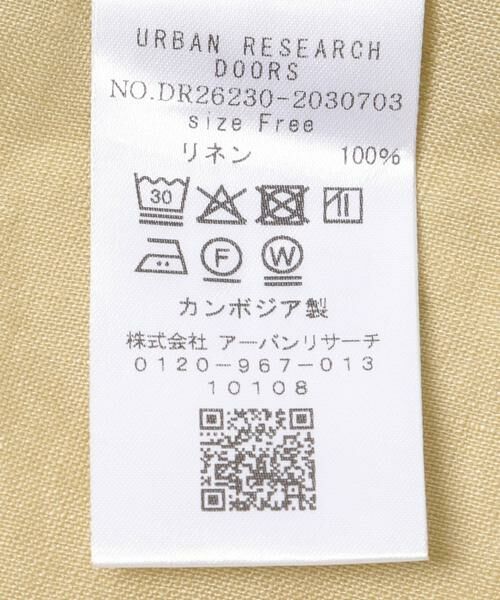 URBAN RESEARCH
DOORS
NO.DR26230-2030703
size Free
リネン 100%
30
F W
カンボジア製
株式会社 アーバンリサーチ
0120-967-013
10108